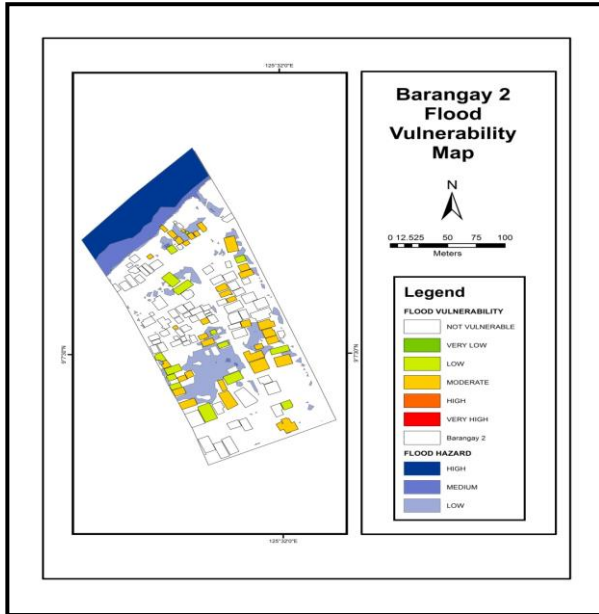 125°32'0"E
Barangay 2
Flood
Vulnerability
Map
N
0 12.525 50 75 100
Meters
Legend
FLOOD VULNERABILITY
NOT VULNERABLE
VERY LOW
LOW
MODERATE
HIGH
VERY HIGH
Barangay 2
FLOOD HAZARD
HIGH
MEDIUM
LOW
125°32'0"E